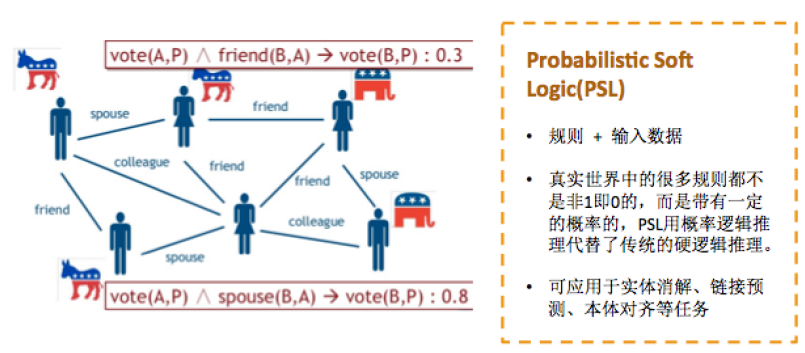 vote(A,P) ∧ friend(B,A) → vote(B,P) : 0.3
spouse
friend
colleague
friend
friend
spouse
friend
colleague
spouse
vote(A,P) ∧ spouse(B,A) → vote(B,P) : 0.8
Probabilistic Soft
Logic(PSL)
• 规则 + 输入数据
• 真实世界中的很多规则都不
是非1即0的，而是带有一定
的概率的，PSL用概率逻辑推
理代替了传统的硬逻辑推理。
• 可应用于实体消解、链接预
测、本体对齐等任务